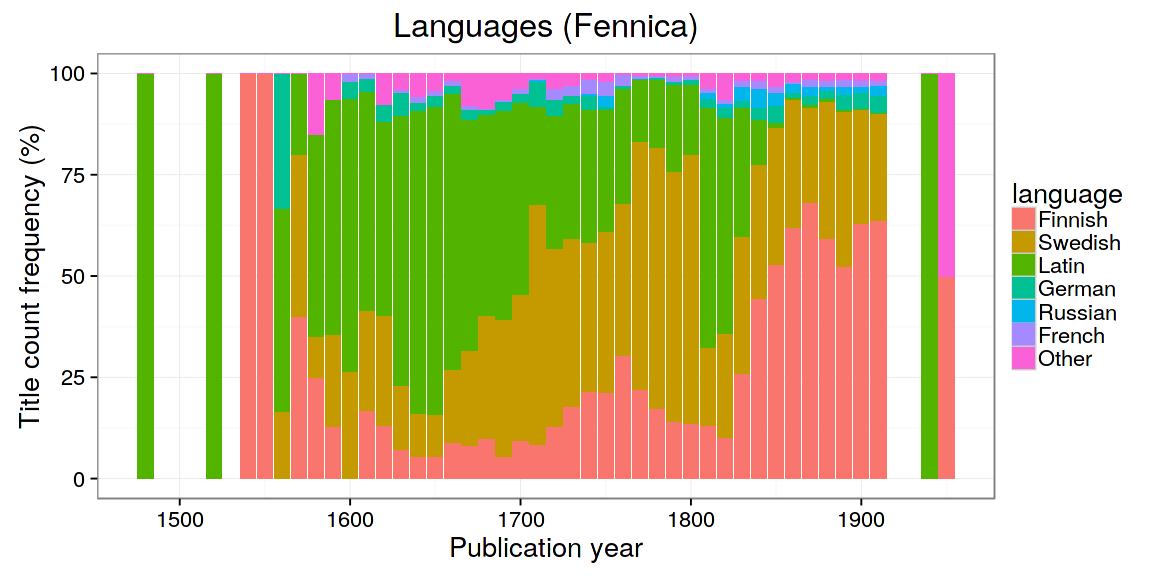 Languages (Fennica)
Title count frequency (%)
100
75
50
25
0
1500 1600 1700 1800 1900
Publication year
language
Finnish
Swedish
Latin
German
Russian
French
Other